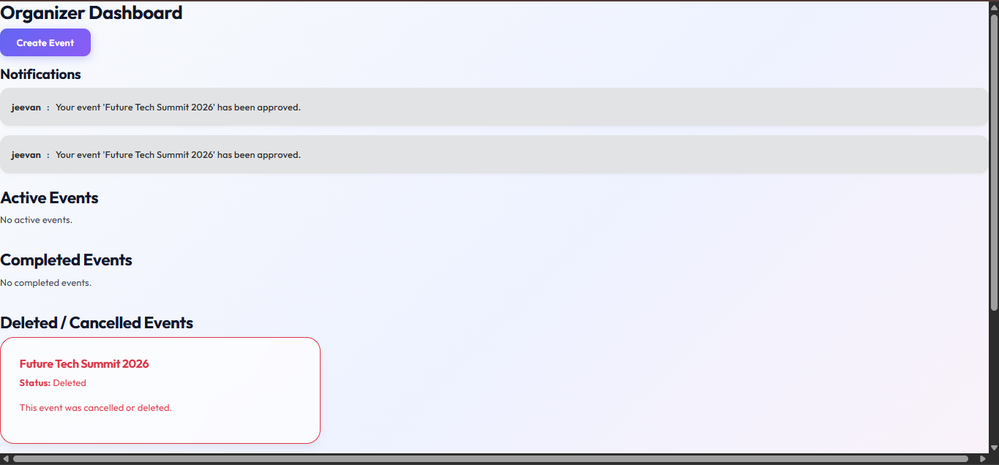 Organizer Dashboard
Create Event
Notifications
jeevan : Your event 'Future Tech Summit 2026' has been approved.
jeevan : Your event 'Future Tech Summit 2026' has been approved.
Active Events
No active events.
Completed Events
No completed events.
Deleted / Cancelled Events
Future Tech Summit 2026
Status: Deleted
This event was cancelled or deleted.